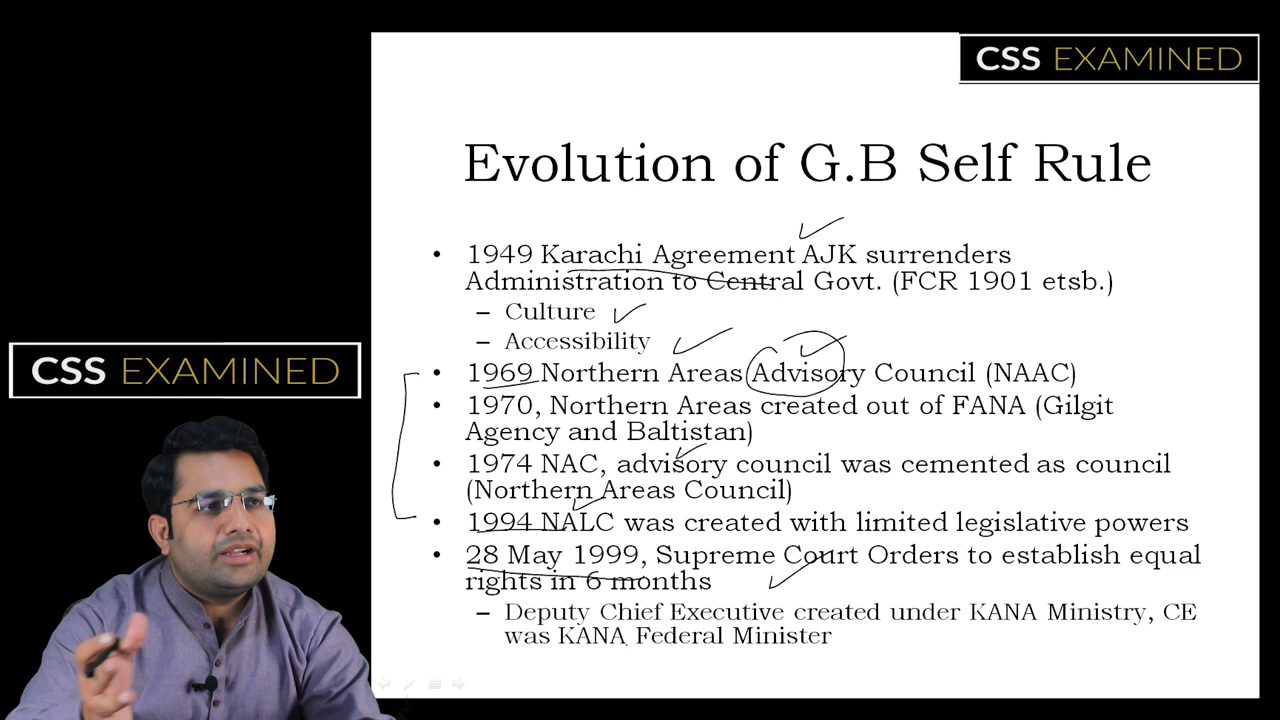 CSS EXAMINED
Evolution of G.B Self Rule
• 1949 Karachi Agreement AJK surrenders
Administration to Central Govt. (FCR 1901 etsb.)
– Culture
– Accessibility
• 1969 Northern Areas Advisory Council (NAAC)
• 1970, Northern Areas created out of FANA (Gilgit
Agency and Baltistan)
• 1974 NAC, advisory council was cemented as council
(Northern Areas Council)
• 1994 NALC was created with limited legislative powers
• 28 May 1999, Supreme Court Orders to establish equal
rights in 6 months
– Deputy Chief Executive created under KANA Ministry, CE
was KANA Federal Minister
CSS EXAMINED